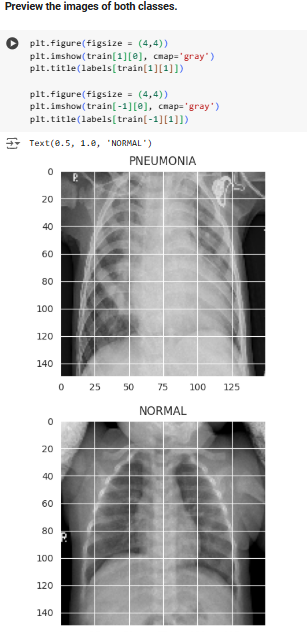 Preview the images of both classes.
plt.figure(figsize = (4,4))
plt.imshow(train[1][0], cmap='gray')
plt.title(labels[train[1][1]])
plt.figure(figsize = (4,4))
plt.imshow(train[-1][0], cmap='gray')
plt.title(labels[train[-1][1]])
Text(0.5, 1.0, 'NORMAL')
PNEUMONIA
0
20
40
60
80
100
120
140
0 25 50 75 100 125
NORMAL
0
20
40
60
80
R
100
120
140